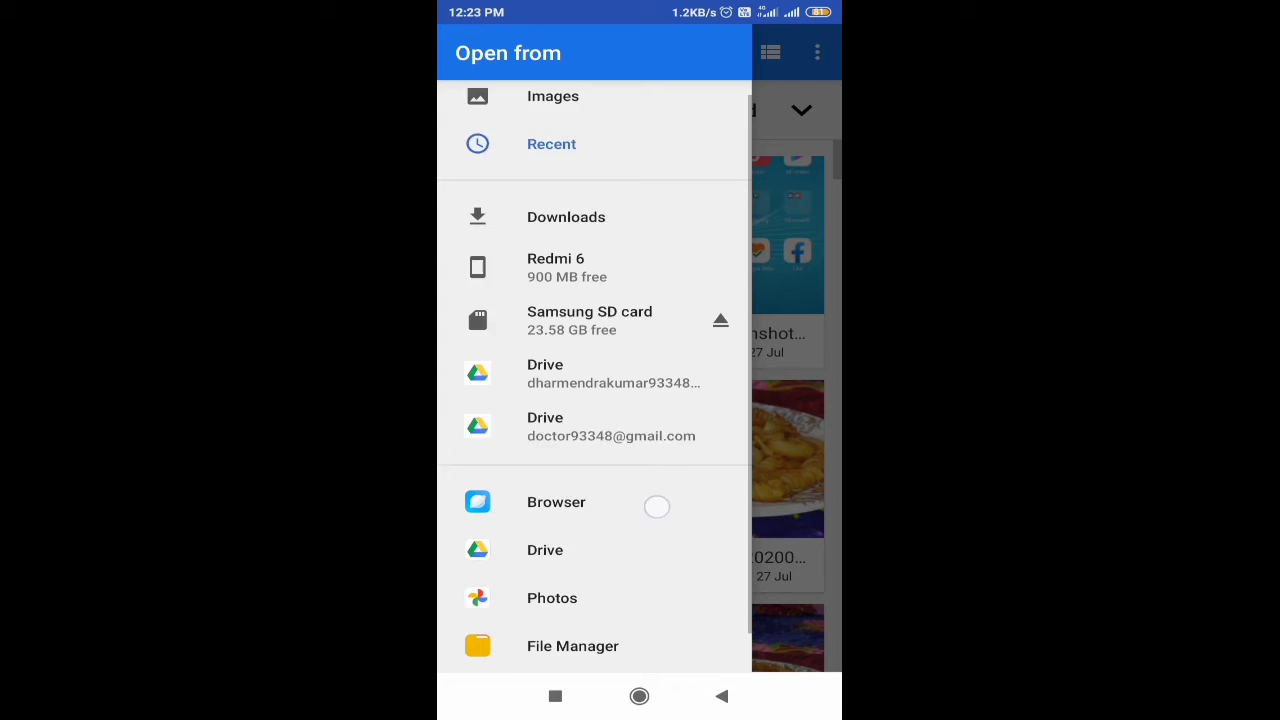 12:23 PM
1.2KB/s
4G
61
Open from
Images
Recent
Downloads
Redmi 6
900 MB free
Samsung SD card
23.58 GB free
Drive
dharmendrakumar93348...
Drive
doctor93348@gmail.com
Browser
Drive
Photos
File Manager
d
nshot...
27 Jul
0200...
27 Jul